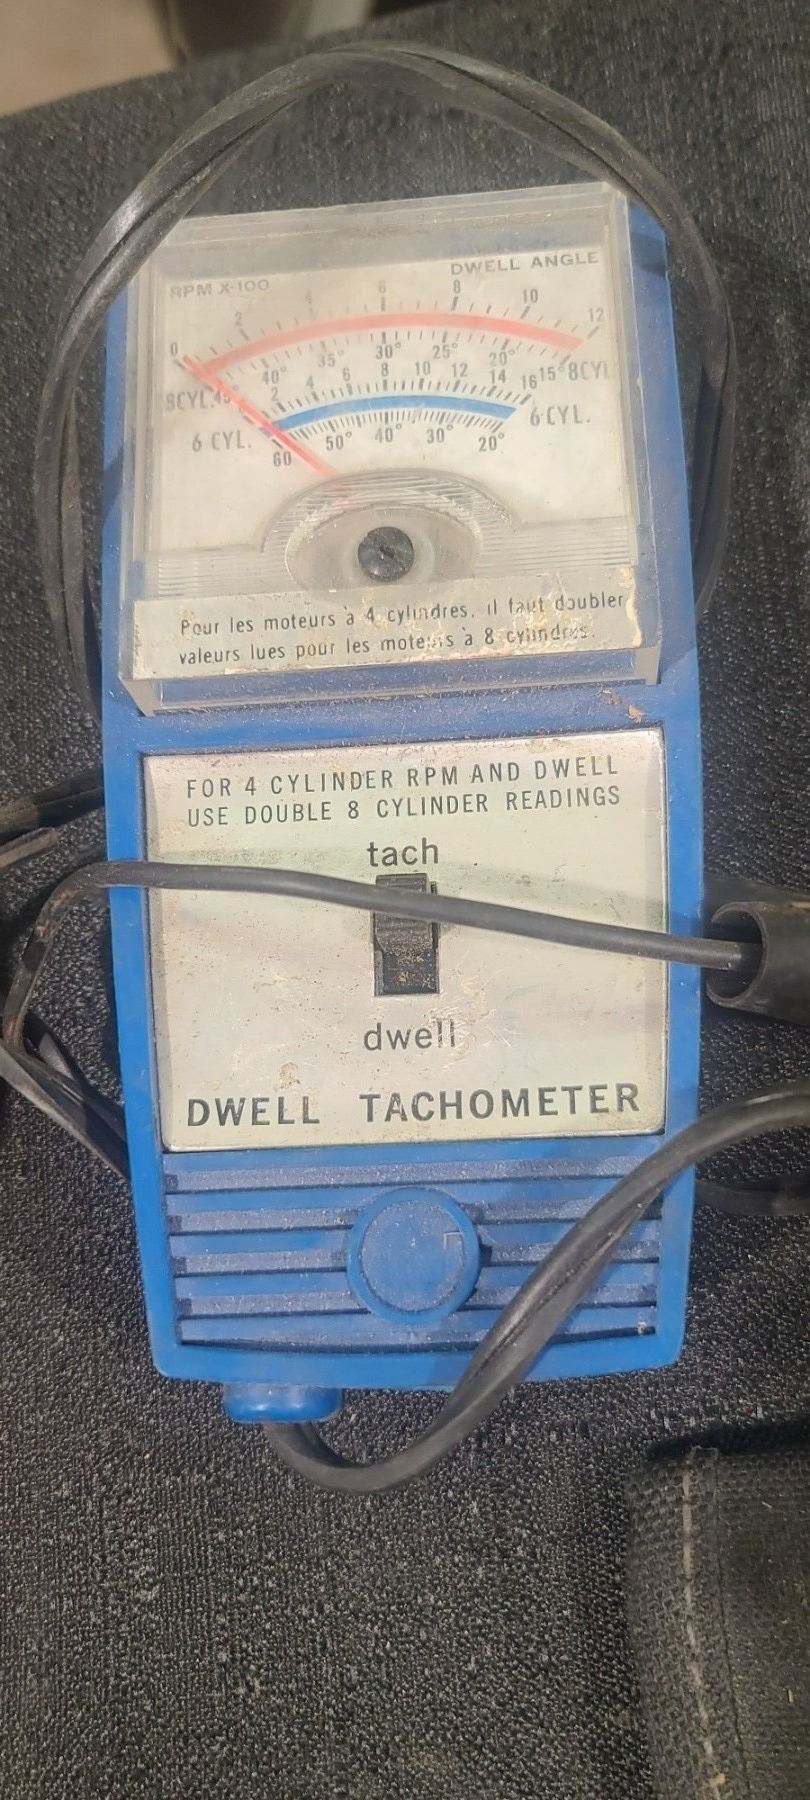 RPM X-100 DWELL ANGLE
0 2 4 6 8 10 12
8CYL. 45° 40° 35° 30° 25° 20° 15° 8CYL
2 4 6 8 10 12 14 16
6 CYL. 6 CYL.
60 50° 40° 30° 20°
Pour les moteurs à 4 cylindres, il faut doubler
valeurs lues pour les moteurs à 8 cylindres.
FOR 4 CYLINDER RPM AND DWELL
USE DOUBLE 8 CYLINDER READINGS
tach
dwell
DWELL TACHOMETER